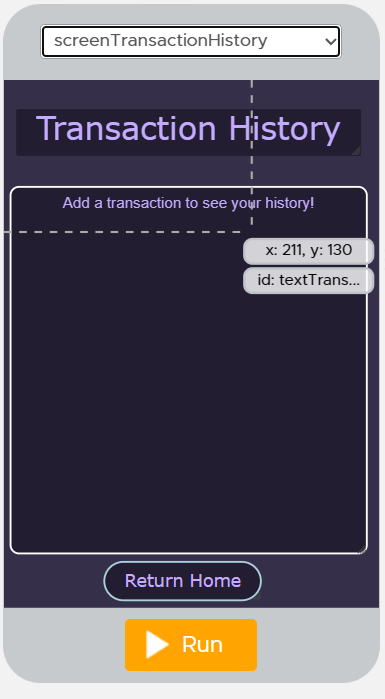 screenTransactionHistory
Transaction History
Add a transaction to see your history!
x: 211, y: 130
id: textTrans...
Return Home
Run